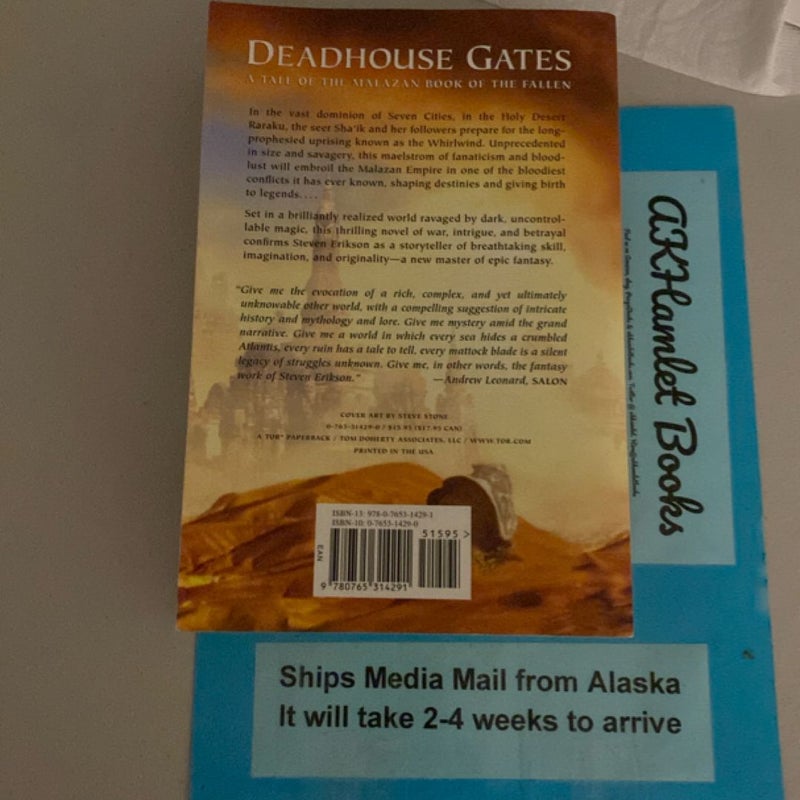 DEADHOUSE GATES
A TALE OF THE MALAZAN BOOK OF THE FALLEN
In the vast dominion of Seven Cities, in the Holy Desert
Raraku, the seer Sha'ik and her followers prepare for the long-
prophesied uprising known as the Whirlwind. Unprecedented
in size and savagery, this maelstrom of fanaticism and blood-
lust will embroil the Malazan Empire in one of the bloodiest
conflicts it has ever known, shaping destinies and giving birth
to legends....
Set in a brilliantly realized world ravaged by dark, uncontrol-
lable magic, this thrilling novel of war, intrigue, and betrayal
confirms Steven Erikson as a storyteller of breathtaking skill,
imagination, and originality—a new master of epic fantasy.
"Give me the evocation of a rich, complex, and yet ultimately
unknowable other world, with a compelling suggestion of intricate
history and mythology and lore. Give me mystery amid the grand
narrative. Give me a world in which every sea hides a crumbled
Atlantis, every ruin has a tale to tell, every mattock blade is a silent
legacy of struggles unknown. Give me, in other words, the fantasy
work of Steven Erikson."
—Andrew Leonard, SALON
COVER ART BY STEVE STONE
0-765-31429-0 / $15.95 ($17.95 CAN)
A TOR® PAPERBACK / TOM DOHERTY ASSOCIATES, LLC / WWW.TOR.COM
PRINTED IN THE USA
ISBN-13: 978-0-7653-1429-1
ISBN-10: 0-7653-1429-0
51595 >
EAN
9 780765 314291
AKHamlet Books
Ships Media Mail from Alaska
It will take 2-4 weeks to arrive